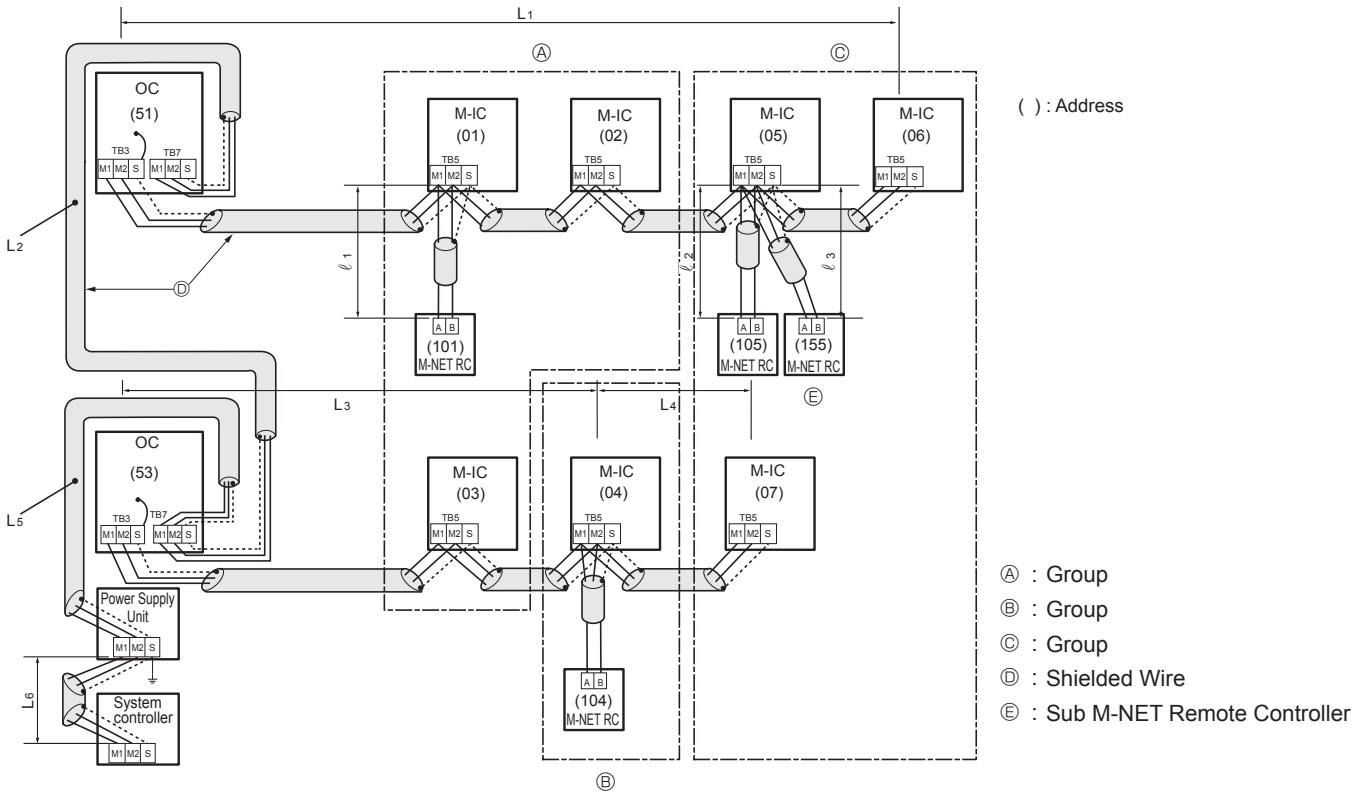 L1
Ⓐ
Ⓒ
OC
(51)
TB3
TB7
M1 M2 S
M1 M2 S
M-IC
(01)
TB5
M1 M2 S
M-IC
(02)
TB5
M1 M2 S
M-IC
(05)
TB5
M1 M2 S
M-IC
(06)
TB5
M1 M2 S
( ) : Address
L2
Ⓓ
ℓ 1
ℓ 2
ℓ 3
A B
(101)
M-NET RC
A B
(105)
M-NET RC
A B
(155)
M-NET RC
Ⓔ
L3
L4
OC
(53)
TB3
TB7
M1 M2 S
M1 M2 S
M-IC
(03)
TB5
M1 M2 S
M-IC
(04)
TB5
M1 M2 S
M-IC
(07)
TB5
M1 M2 S
L5
Power Supply
Unit
M1 M2 S
L6
System
controller
M1 M2 S
A B
(104)
M-NET RC
Ⓑ
Ⓐ : Group
Ⓑ : Group
Ⓒ : Group
Ⓓ : Shielded Wire
Ⓔ : Sub M-NET Remote Controller